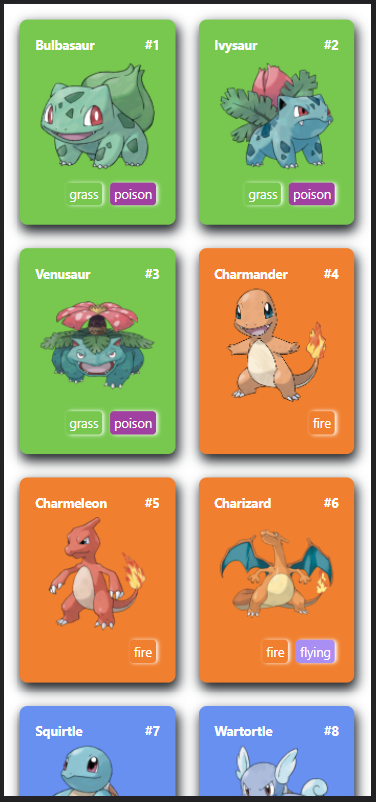 Bulbasaur #1
grass poison
Ivysaur #2
grass poison
Venusaur #3
grass poison
Charmander #4
fire
Charmeleon #5
fire
Charizard #6
fire flying
Squirtle #7
Wartortle #8